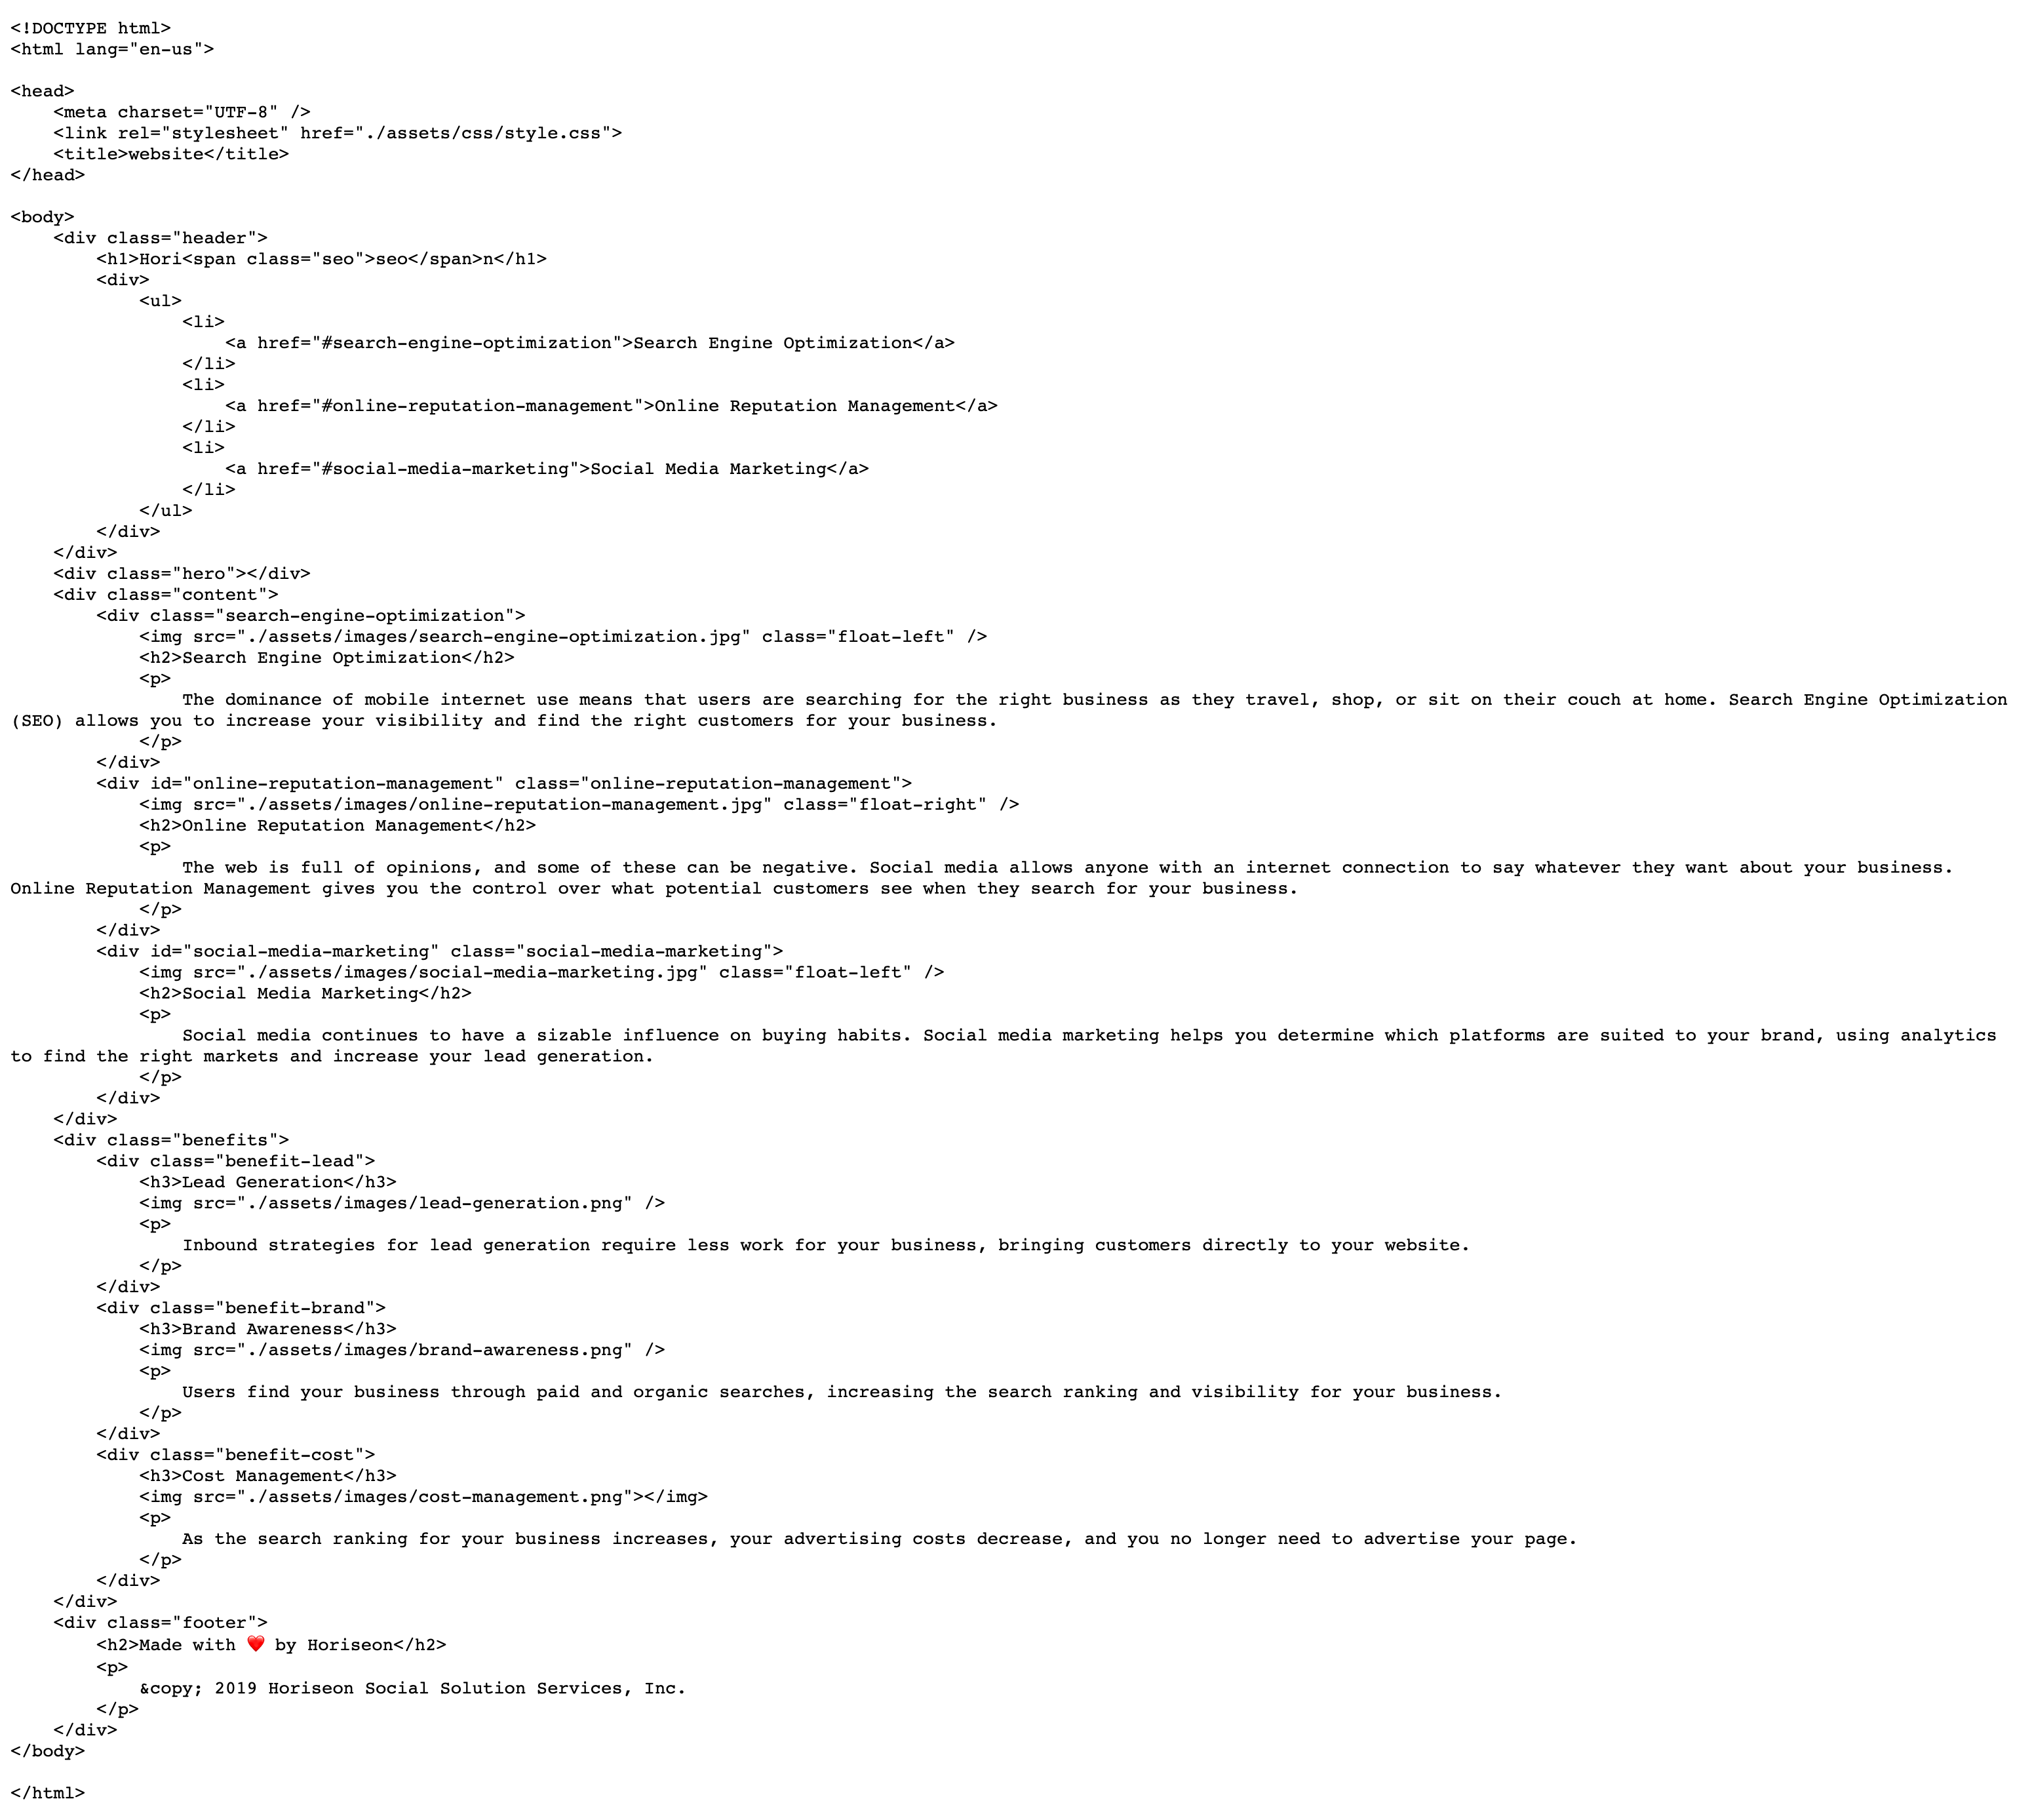 <!DOCTYPE html>
<html lang="en-us">

<head>
    <meta charset="UTF-8" />
    <link rel="stylesheet" href="./assets/css/style.css">
    <title>website</title>
</head>

<body>
    <div class="header">
        <h1>Hori<span class="seo">seo</span>n</h1>
        <div>
            <ul>
                <li>
                    <a href="#search-engine-optimization">Search Engine Optimization</a>
                </li>
                <li>
                    <a href="#online-reputation-management">Online Reputation Management</a>
                </li>
                <li>
                    <a href="#social-media-marketing">Social Media Marketing</a>
                </li>
            </ul>
        </div>
    </div>
    <div class="hero"></div>
    <div class="content">
        <div class="search-engine-optimization">
            <img src="./assets/images/search-engine-optimization.jpg" class="float-left" />
            <h2>Search Engine Optimization</h2>
            <p>
                The dominance of mobile internet use means that users are searching for the right business as they travel, shop, or sit on their couch at home. Search Engine Optimization
(SEO) allows you to increase your visibility and find the right customers for your business.
            </p>
        </div>
        <div id="online-reputation-management" class="online-reputation-management">
            <img src="./assets/images/online-reputation-management.jpg" class="float-right" />
            <h2>Online Reputation Management</h2>
            <p>
                The web is full of opinions, and some of these can be negative. Social media allows anyone with an internet connection to say whatever they want about your business.
Online Reputation Management gives you the control over what potential customers see when they search for your business.
            </p>
        </div>
        <div id="social-media-marketing" class="social-media-marketing">
            <img src="./assets/images/social-media-marketing.jpg" class="float-left" />
            <h2>Social Media Marketing</h2>
            <p>
                Social media continues to have a sizable influence on buying habits. Social media marketing helps you determine which platforms are suited to your brand, using analytics
to find the right markets and increase your lead generation.
            </p>
        </div>
    </div>
    <div class="benefits">
        <div class="benefit-lead">
            <h3>Lead Generation</h3>
            <img src="./assets/images/lead-generation.png" />
            <p>
                Inbound strategies for lead generation require less work for your business, bringing customers directly to your website.
            </p>
        </div>
        <div class="benefit-brand">
            <h3>Brand Awareness</h3>
            <img src="./assets/images/brand-awareness.png" />
            <p>
                Users find your business through paid and organic searches, increasing the search ranking and visibility for your business.
            </p>
        </div>
        <div class="benefit-cost">
            <h3>Cost Management</h3>
            <img src="./assets/images/cost-management.png"></img>
            <p>
                As the search ranking for your business increases, your advertising costs decrease, and you no longer need to advertise your page.
            </p>
        </div>
    </div>
    <div class="footer">
        <h2>Made with ❤️ by Horiseon</h2>
        <p>
            &copy; 2019 Horiseon Social Solution Services, Inc.
        </p>
    </div>
</body>

</html>